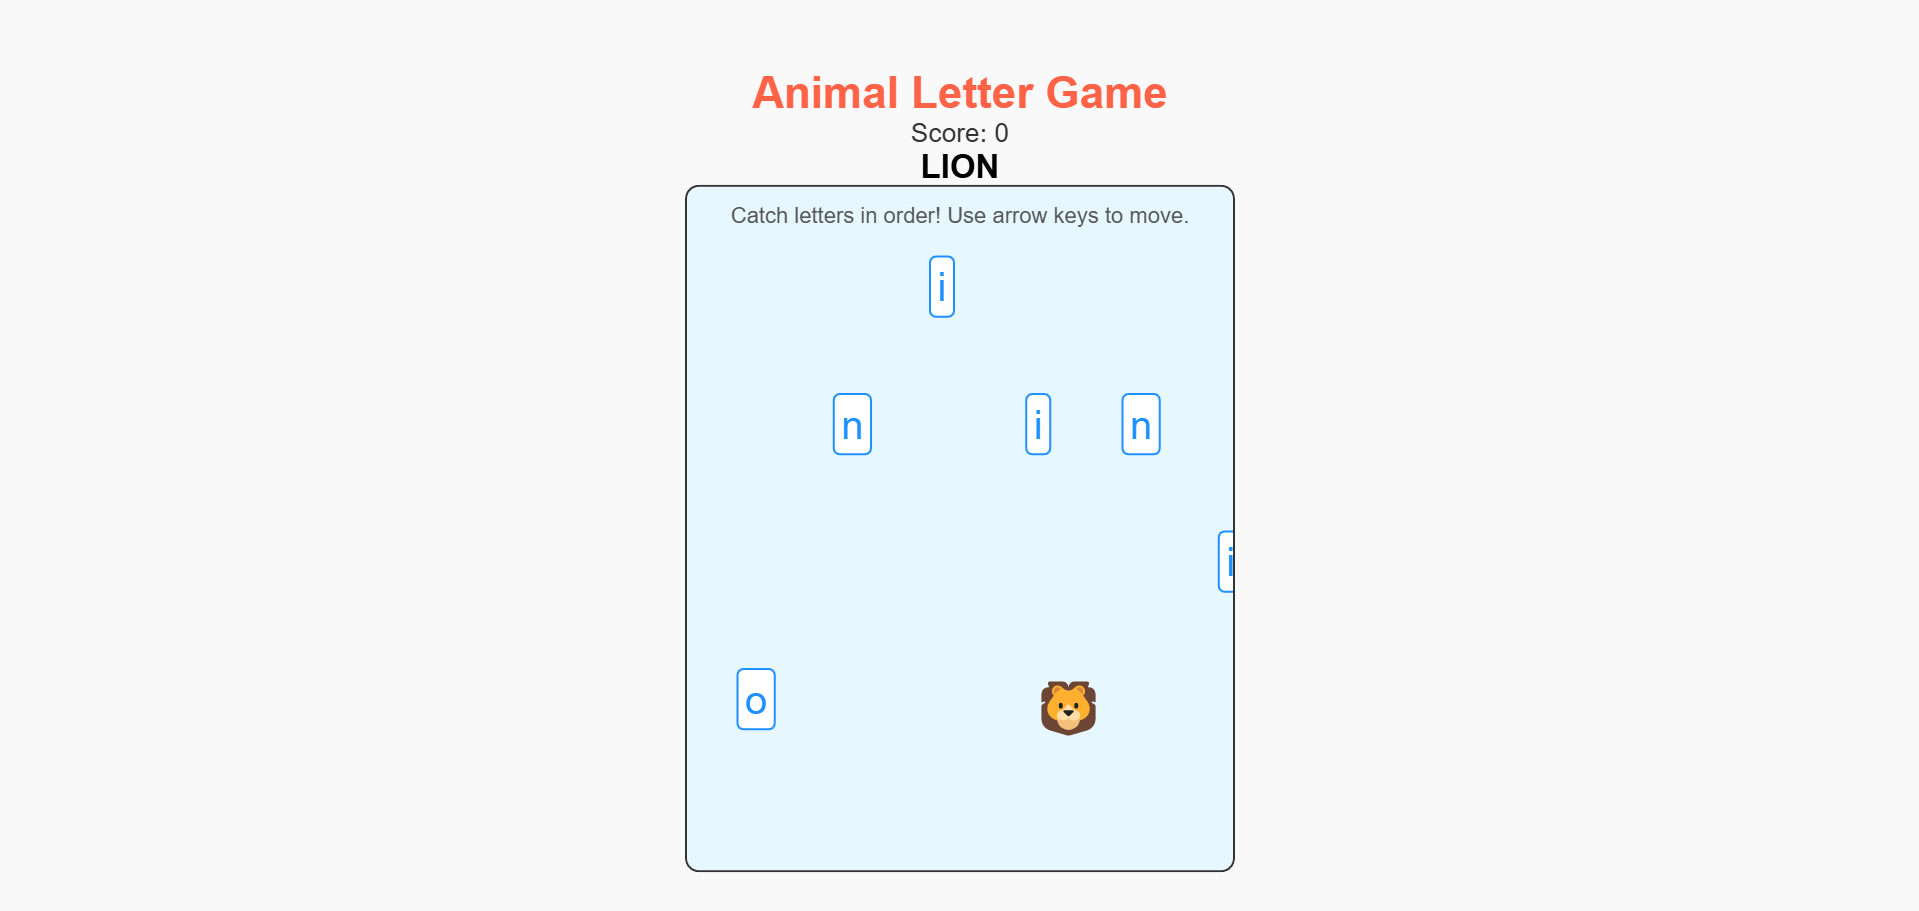 Animal Letter Game
Score: 0
LION
Catch letters in order! Use arrow keys to move.
i
n i n
i
o